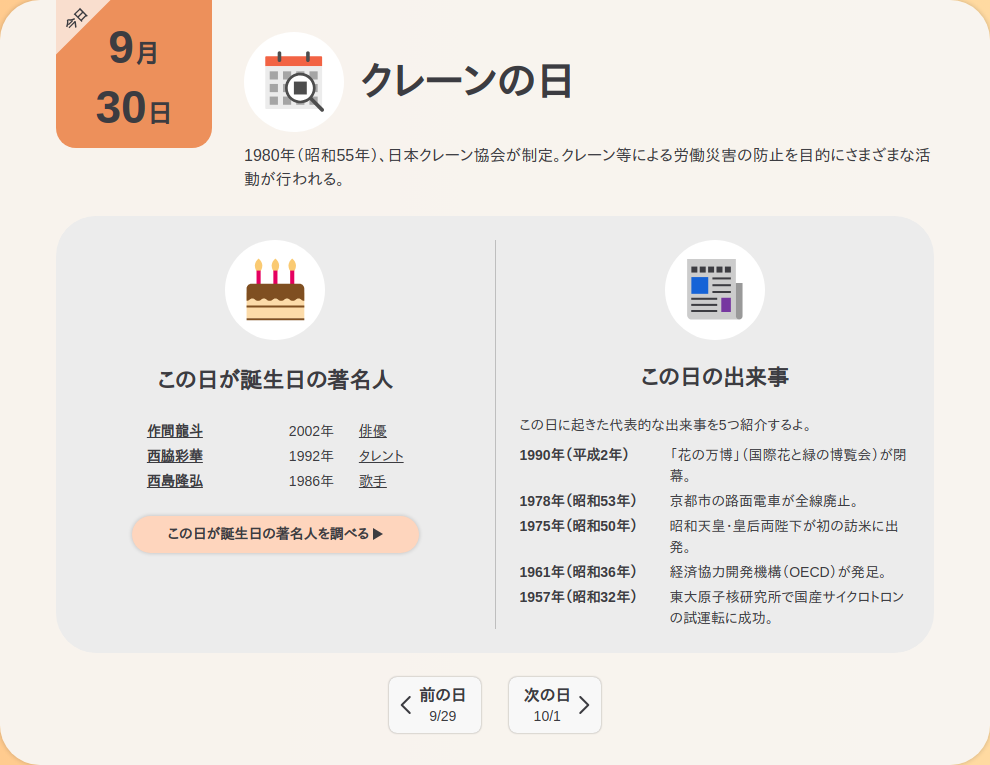 今日
9月
30日
クレーンの日
1980年（昭和55年）、日本クレーン協会が制定。クレーン等による労働災害の防止を目的にさまざまな活
動が行われる。
この日が誕生日の著名人
作間龍斗 2002年 俳優
西脇彩華 1992年 タレント
西島隆弘 1986年 歌手
この日が誕生日の著名人を調べる▶
この日の出来事
この日に起きた代表的な出来事を5つ紹介するよ。
1990年（平成2年） 「花の万博」（国際花と緑の博覧会）が閉
幕。
1978年（昭和53年） 京都市の路面電車が全線廃止。
1975年（昭和50年） 昭和天皇・皇后両陛下が初の訪米に出
発。
1961年（昭和36年） 経済協力開発機構（OECD）が発足。
1957年（昭和32年） 東大原子核研究所で国産サイクロトロン
の試運転に成功。
前の日
9/29
次の日
10/1